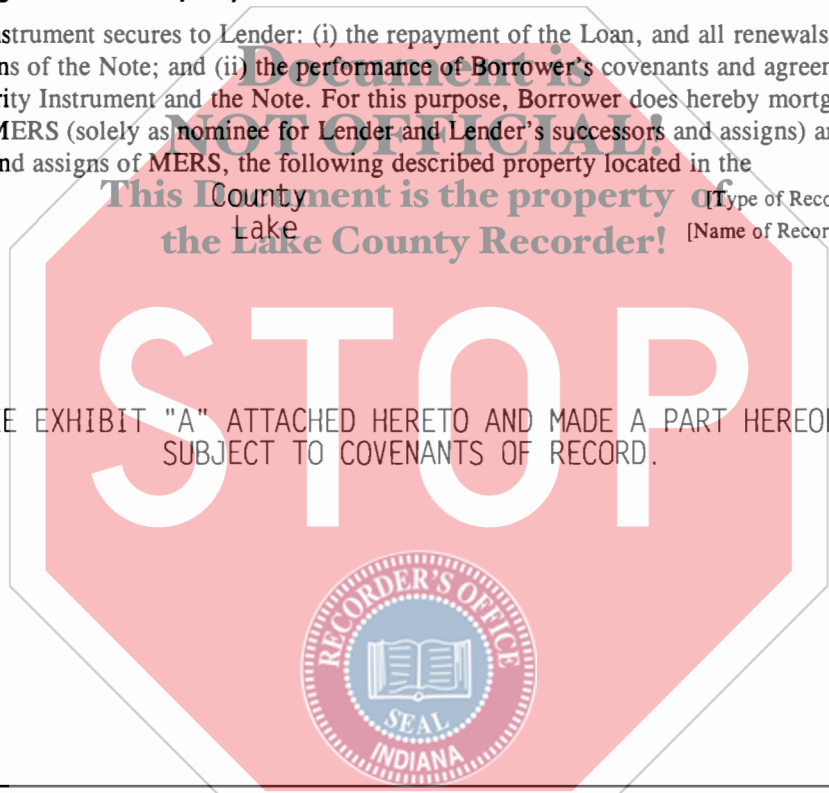 strument secures to Lender: (i) the repayment of the Loan, and all renewals
ns of the Note; and (ii) the performance of Borrower's covenants and agreen
Document is
rity Instrument and the Note. For this purpose, Borrower does hereby mortg
MERS (solely as nominee for Lender and Lender's successors and assigns) an
NOT OFFICIAL!
nd assigns of MERS, the following described property located in the
County [Type of Reco
This Document is the property of
Lake [Name of Recor
the Lake County Recorder!
STOP
E EXHIBIT "A" ATTACHED HERETO AND MADE A PART HEREOF
SUBJECT TO COVENANTS OF RECORD.
RECORDER'S OFFICE
SEAL
INDIANA